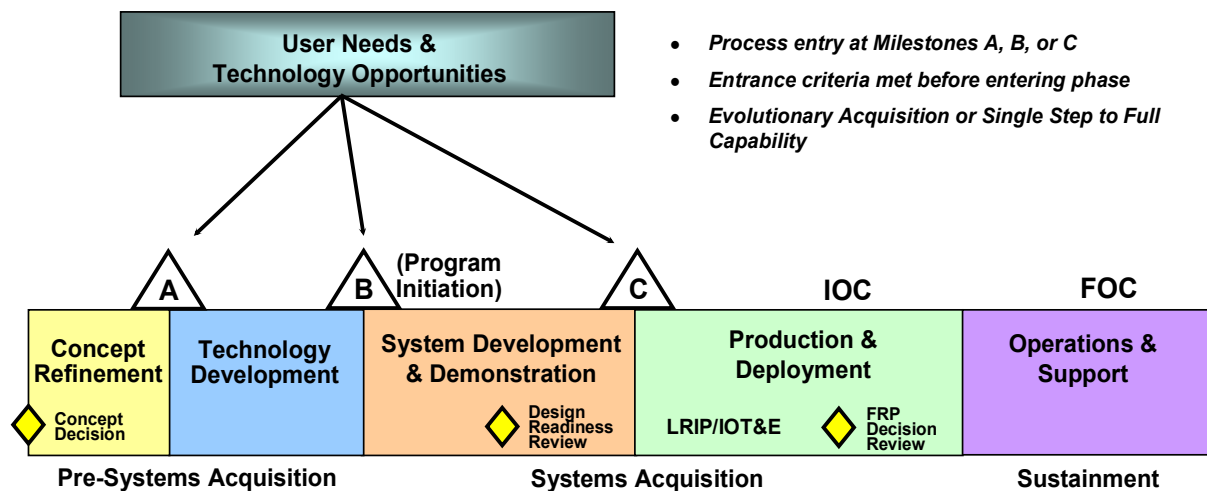 User Needs &
Technology Opportunities
• Process entry at Milestones A, B, or C
• Entrance criteria met before entering phase
• Evolutionary Acquisition or Single Step to Full
Capability
A
B
(Program
Initiation)
C
IOC
FOC
Concept
Refinement
Technology
Development
System Development
& Demonstration
Production &
Deployment
Operations &
Support
Concept
Decision
Design
Readiness
Review
LRIP/IOT&E
FRP
Decision
Review
Pre-Systems Acquisition
Systems Acquisition
Sustainment